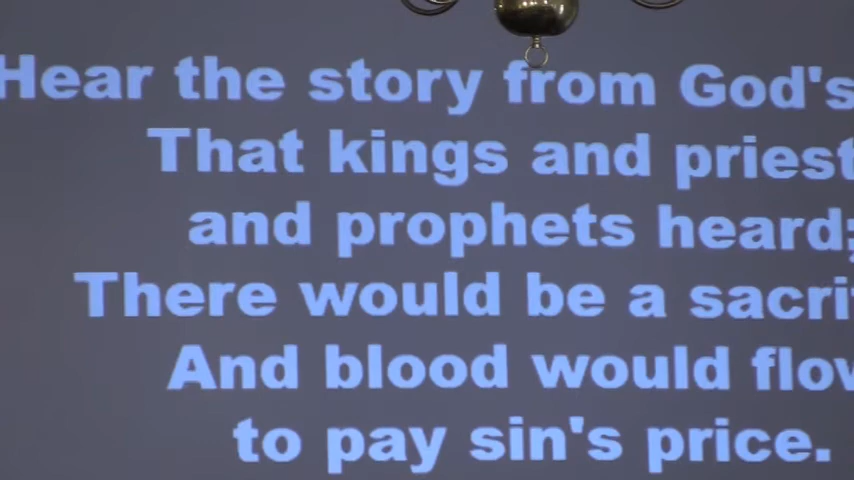 Hear the story from God's
That kings and priest
and prophets heard;
There would be a sacri
And blood would flow
to pay sin's price.